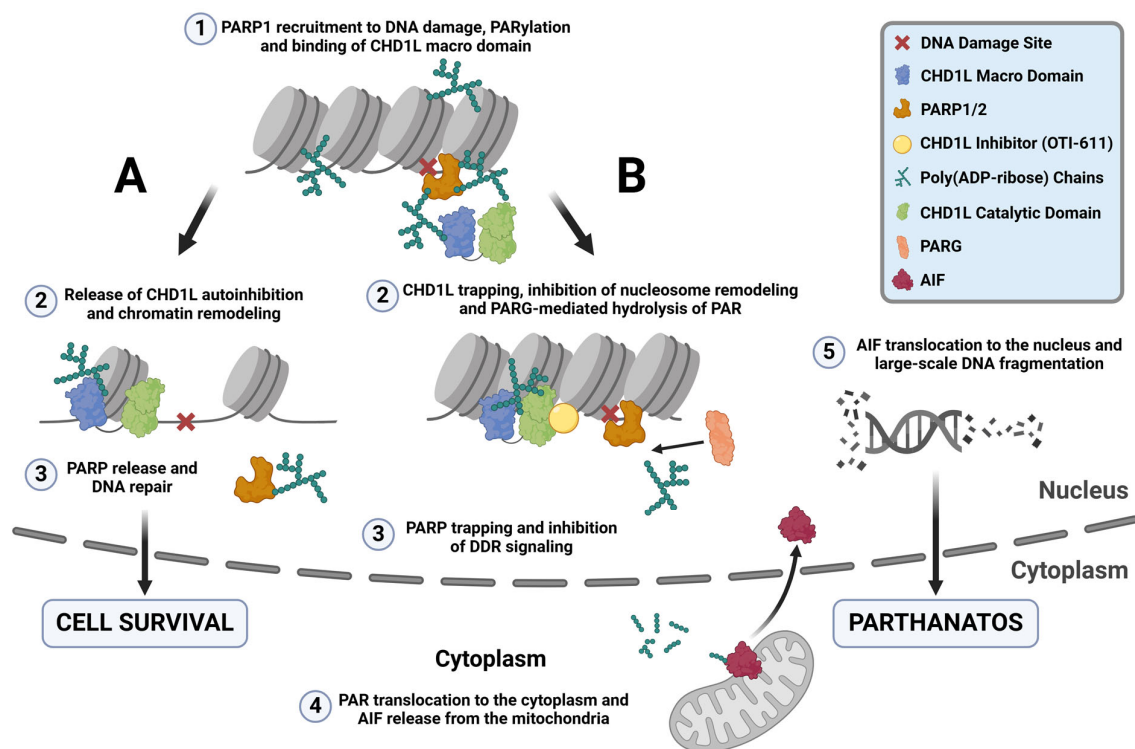 1 PARP1 recruitment to DNA damage, PARylation
and binding of CHD1L macro domain
A
B
DNA Damage Site
CHD1L Macro Domain
PARP1/2
CHD1L Inhibitor (OTI-611)
Poly(ADP-ribose) Chains
CHD1L Catalytic Domain
PARG
AIF
2 Release of CHD1L autoinhibition
and chromatin remodeling
3 PARP release and
DNA repair
CELL SURVIVAL
2 CHD1L trapping, inhibition of nucleosome remodeling
and PARG-mediated hydrolysis of PAR
3 PARP trapping and inhibition
of DDR signaling
Cytoplasm
4 PAR translocation to the cytoplasm and
AIF release from the mitochondria
5 AIF translocation to the nucleus and
large-scale DNA fragmentation
Nucleus
Cytoplasm
PARTHANATOS